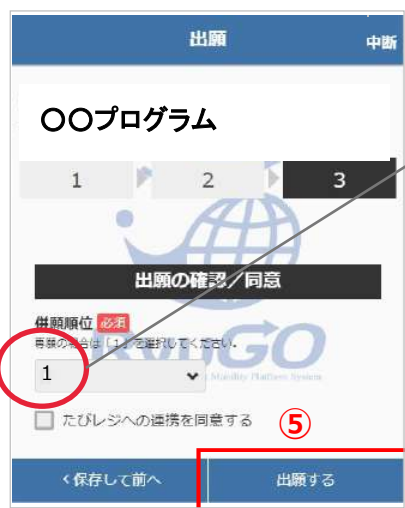 出願
中断
〇〇プログラム
1
2
3
出願の確認/同意
併願順位 必須
専願の場合は「1」を選択してください。
1
たびレジへの連携を同意する
⑤
<保存して前へ
出願する